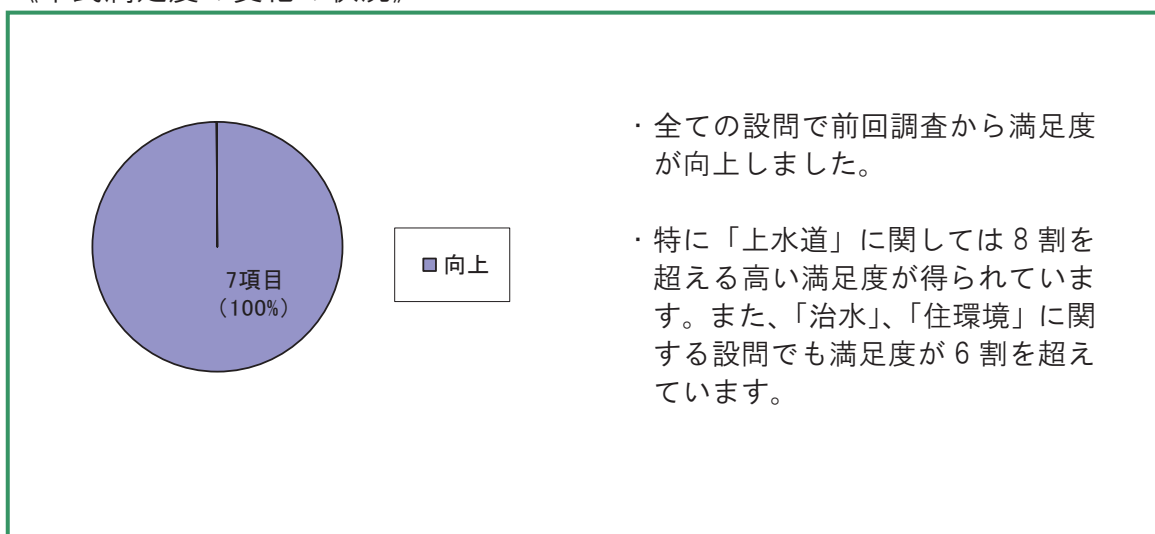 7項目
(100%)
向上
・全ての設問で前回調査から満足度
が向上しました。
・特に「上水道」に関しては8割を
超える高い満足度が得られていま
す。また、「治水」、「住環境」に関
する設問でも満足度が6割を超え
ています。